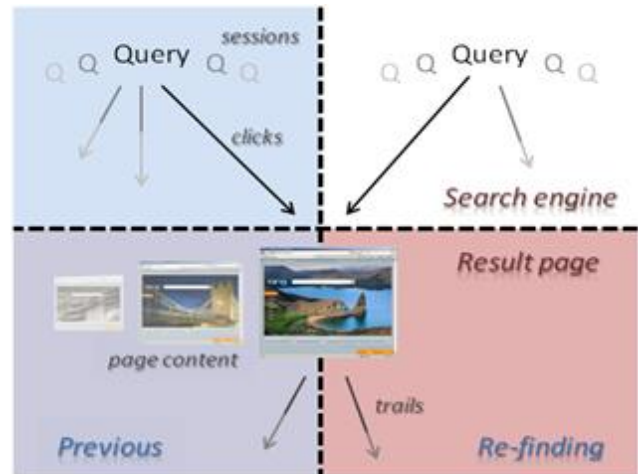 sessions
Q Q Query Q Q
Q Q Query Q Q
clicks
Search engine
Result page
page content
trails
Previous
Re-finding